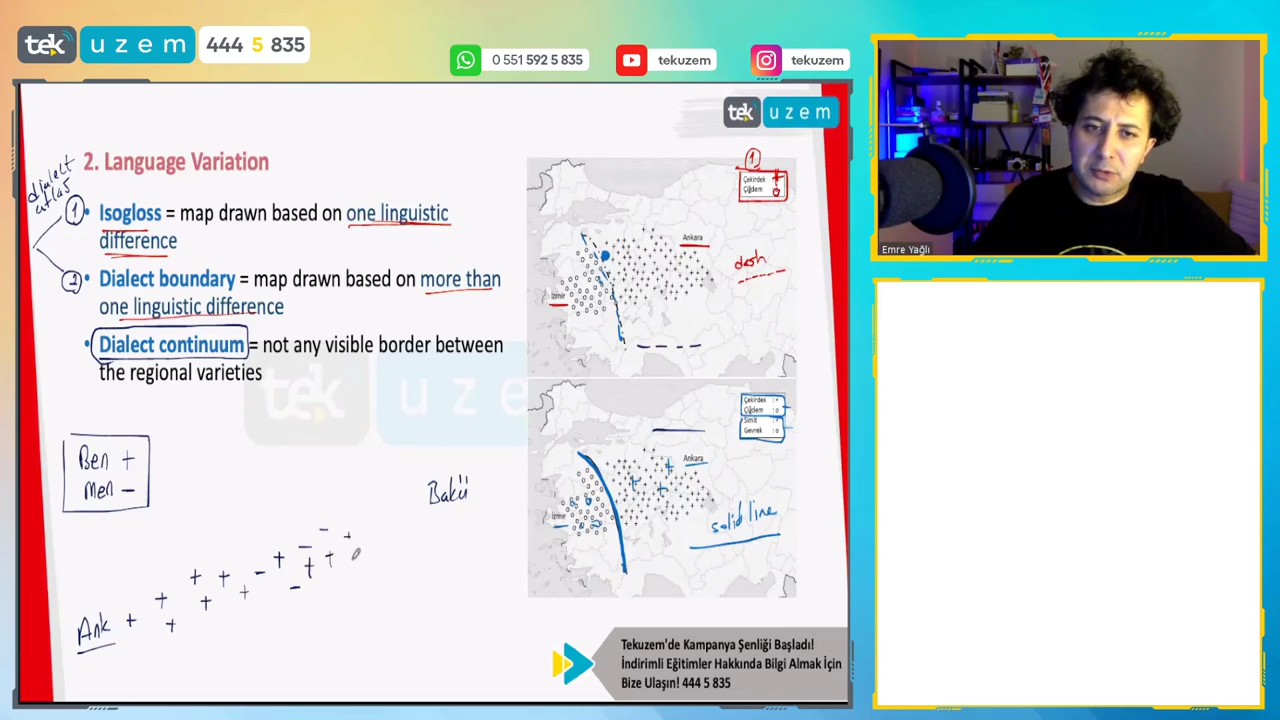 tek uzem 444 5 835
0 551 592 5 835
tekuzem
tekuzem
tek uzem
2. Language Variation
dialect
atlas
1
• Isogloss = map drawn based on one linguistic
difference
2
• Dialect boundary = map drawn based on more than
one linguistic difference
• Dialect continuum = not any visible border between
the regional varieties
tek uzem
Ben +
Men -
Bakü
Ank + + + + + + + - + - - + + - +
1
Çekirdek +
Çiğdem o
Ankara
İzmir
dash
Çekirdek : +
Çiğdem : o
Simit : +
Gevrek : o
Ankara
İzmir
solid line
Emre Yağlı
Tekuzem'de Kampanya Şenliği Başladı!
İndirimli Eğitimler Hakkında Bilgi Almak İçin
Bize Ulaşın! 444 5 835